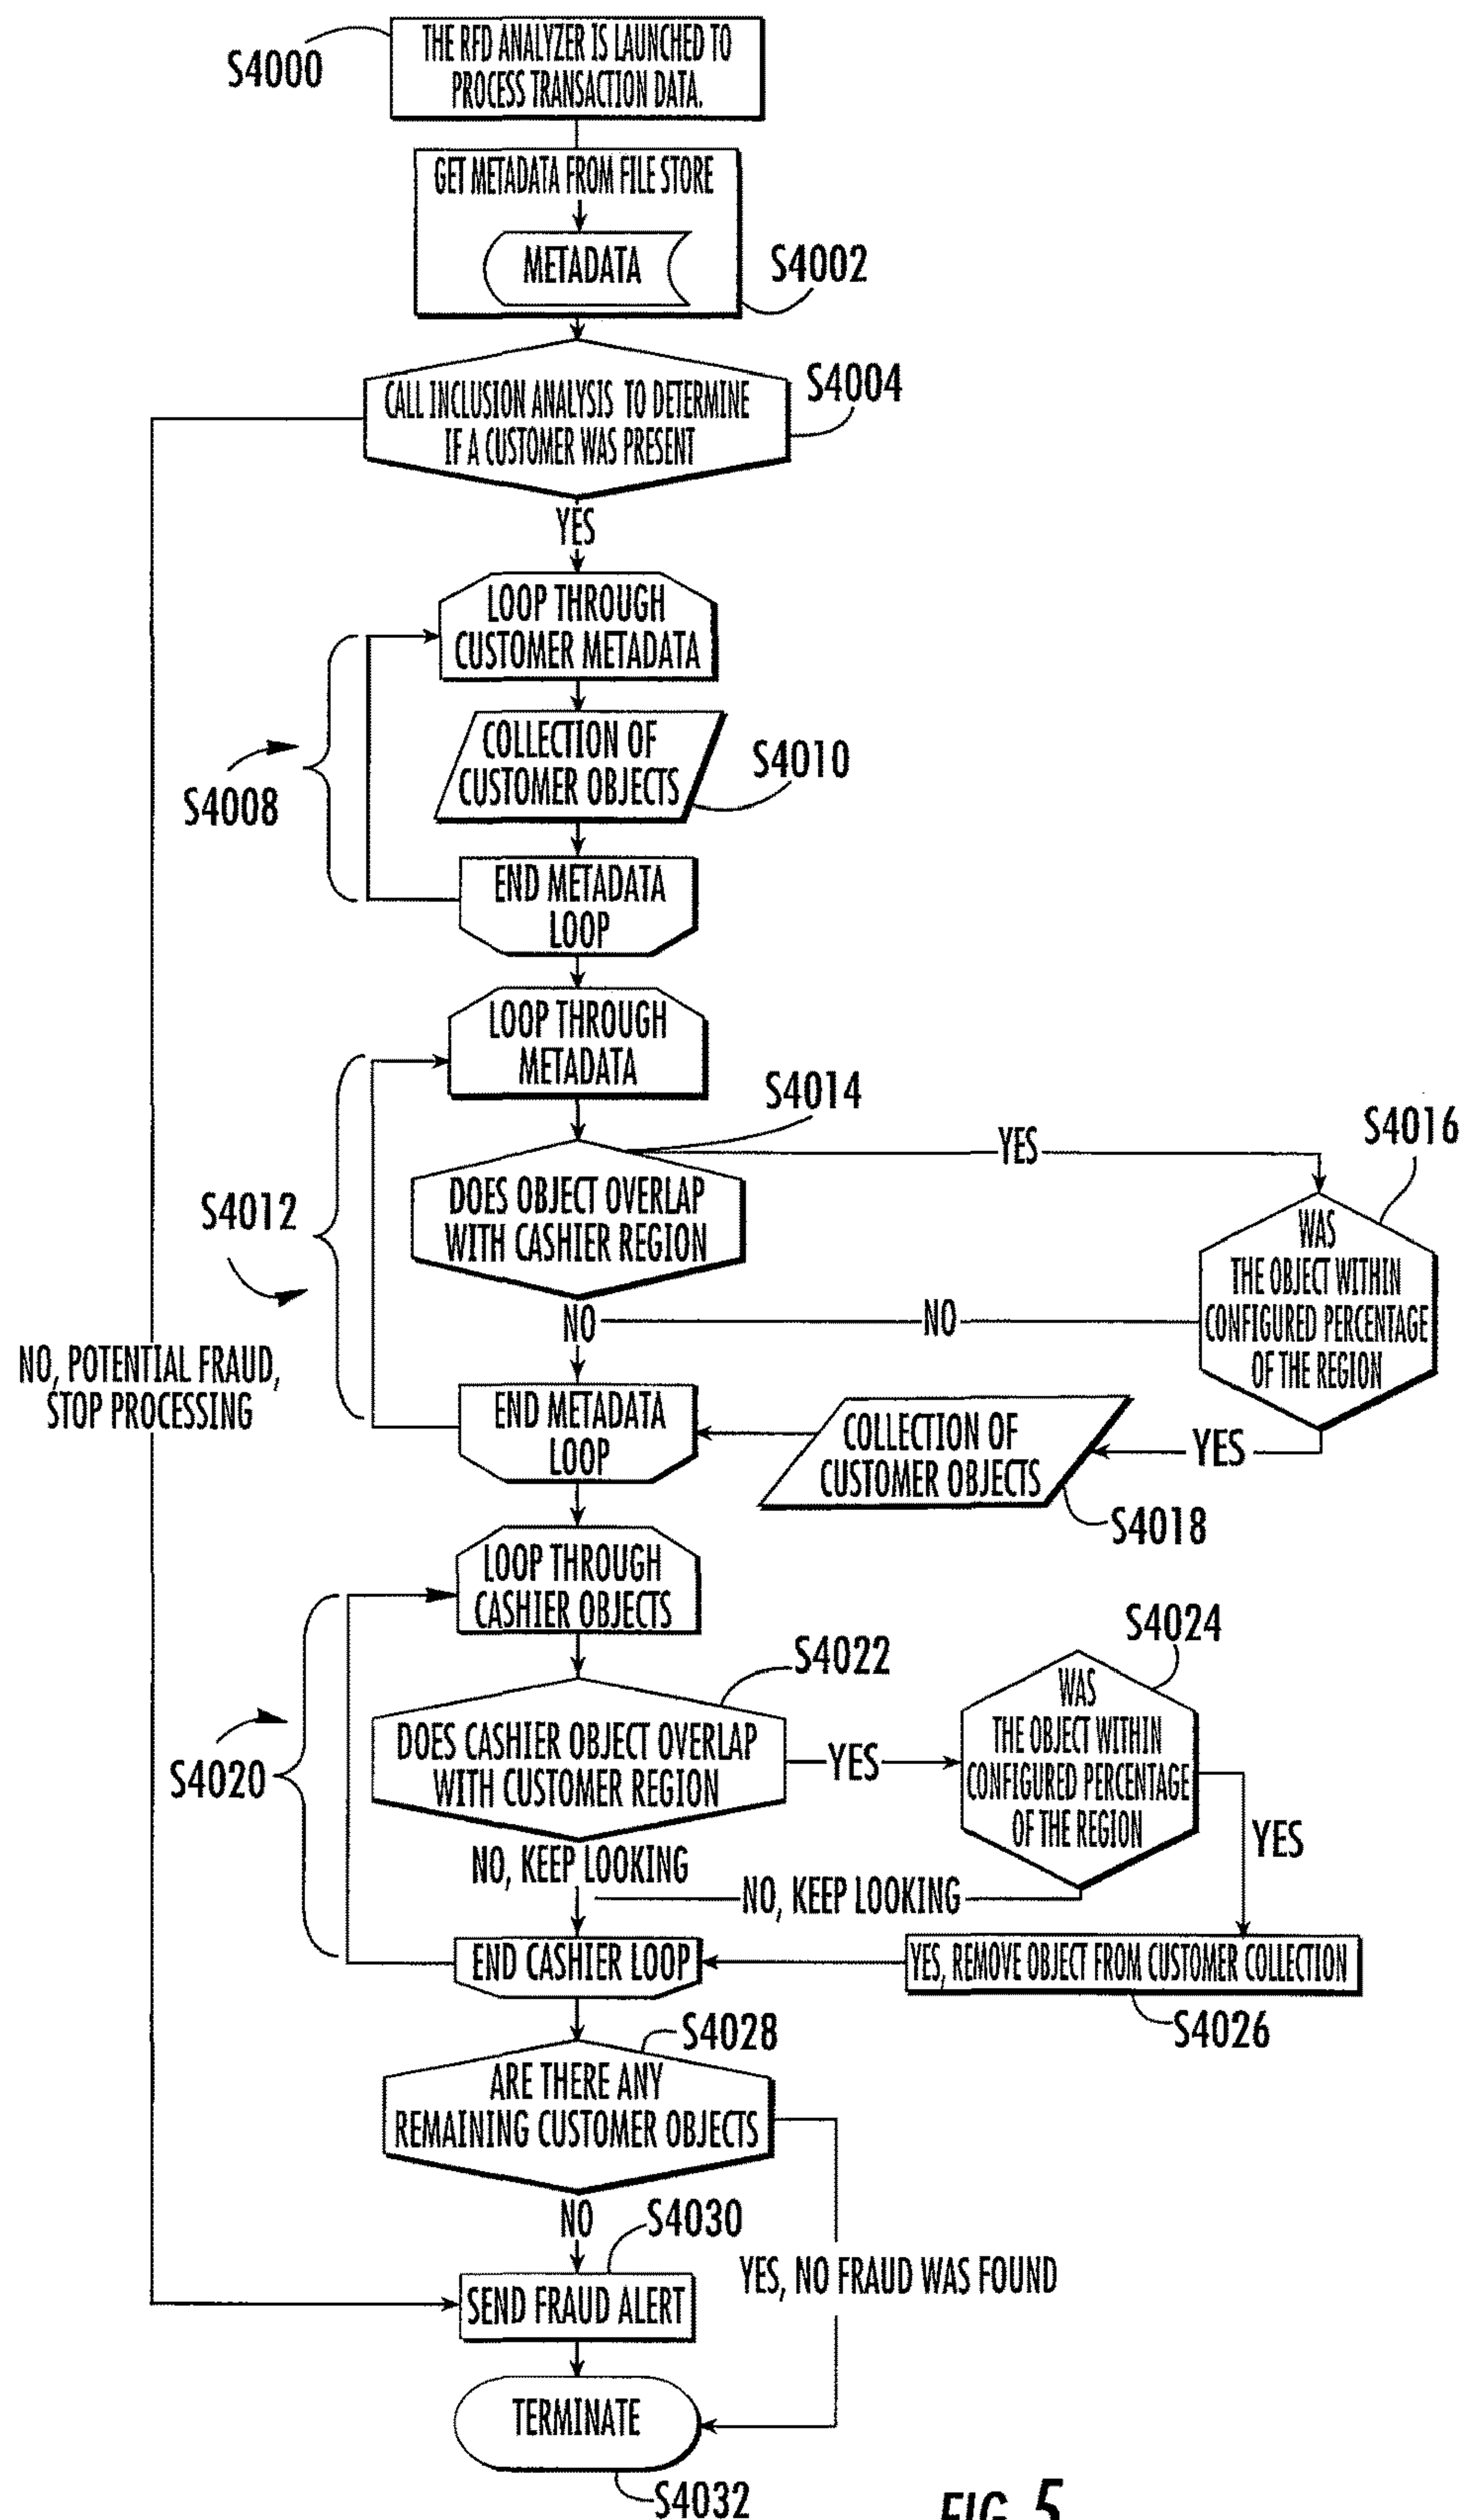 S4000
THE RFD ANALYZER IS LAUNCHED TO
PROCESS TRANSACTION DATA.
GET METADATA FROM FILE STORE
METADATA
S4002
S4004
CALL INCLUSION ANALYSIS TO DETERMINE
IF A CUSTOMER WAS PRESENT
YES
LOOP THROUGH
CUSTOMER METADATA
COLLECTION OF
CUSTOMER OBJECTS
S4010
S4008
END METADATA
LOOP
LOOP THROUGH
METADATA
S4014
YES
S4016
S4012
DOES OBJECT OVERLAP
WITH CASHIER REGION
WAS
THE OBJECT WITHIN
CONFIGURED PERCENTAGE
OF THE REGION
NO
NO
NO, POTENTIAL FRAUD,
STOP PROCESSING
END METADATA
LOOP
COLLECTION OF
CUSTOMER OBJECTS
YES
S4018
LOOP THROUGH
CASHIER OBJECTS
S4022
S4024
S4020
DOES CASHIER OBJECT OVERLAP
WITH CUSTOMER REGION
YES
WAS
THE OBJECT WITHIN
CONFIGURED PERCENTAGE
OF THE REGION
YES
NO, KEEP LOOKING
NO, KEEP LOOKING
END CASHIER LOOP
YES, REMOVE OBJECT FROM CUSTOMER COLLECTION
S4026
S4028
ARE THERE ANY
REMAINING CUSTOMER OBJECTS
NO
S4030
YES, NO FRAUD WAS FOUND
SEND FRAUD ALERT
TERMINATE
S4032
FIG. 5